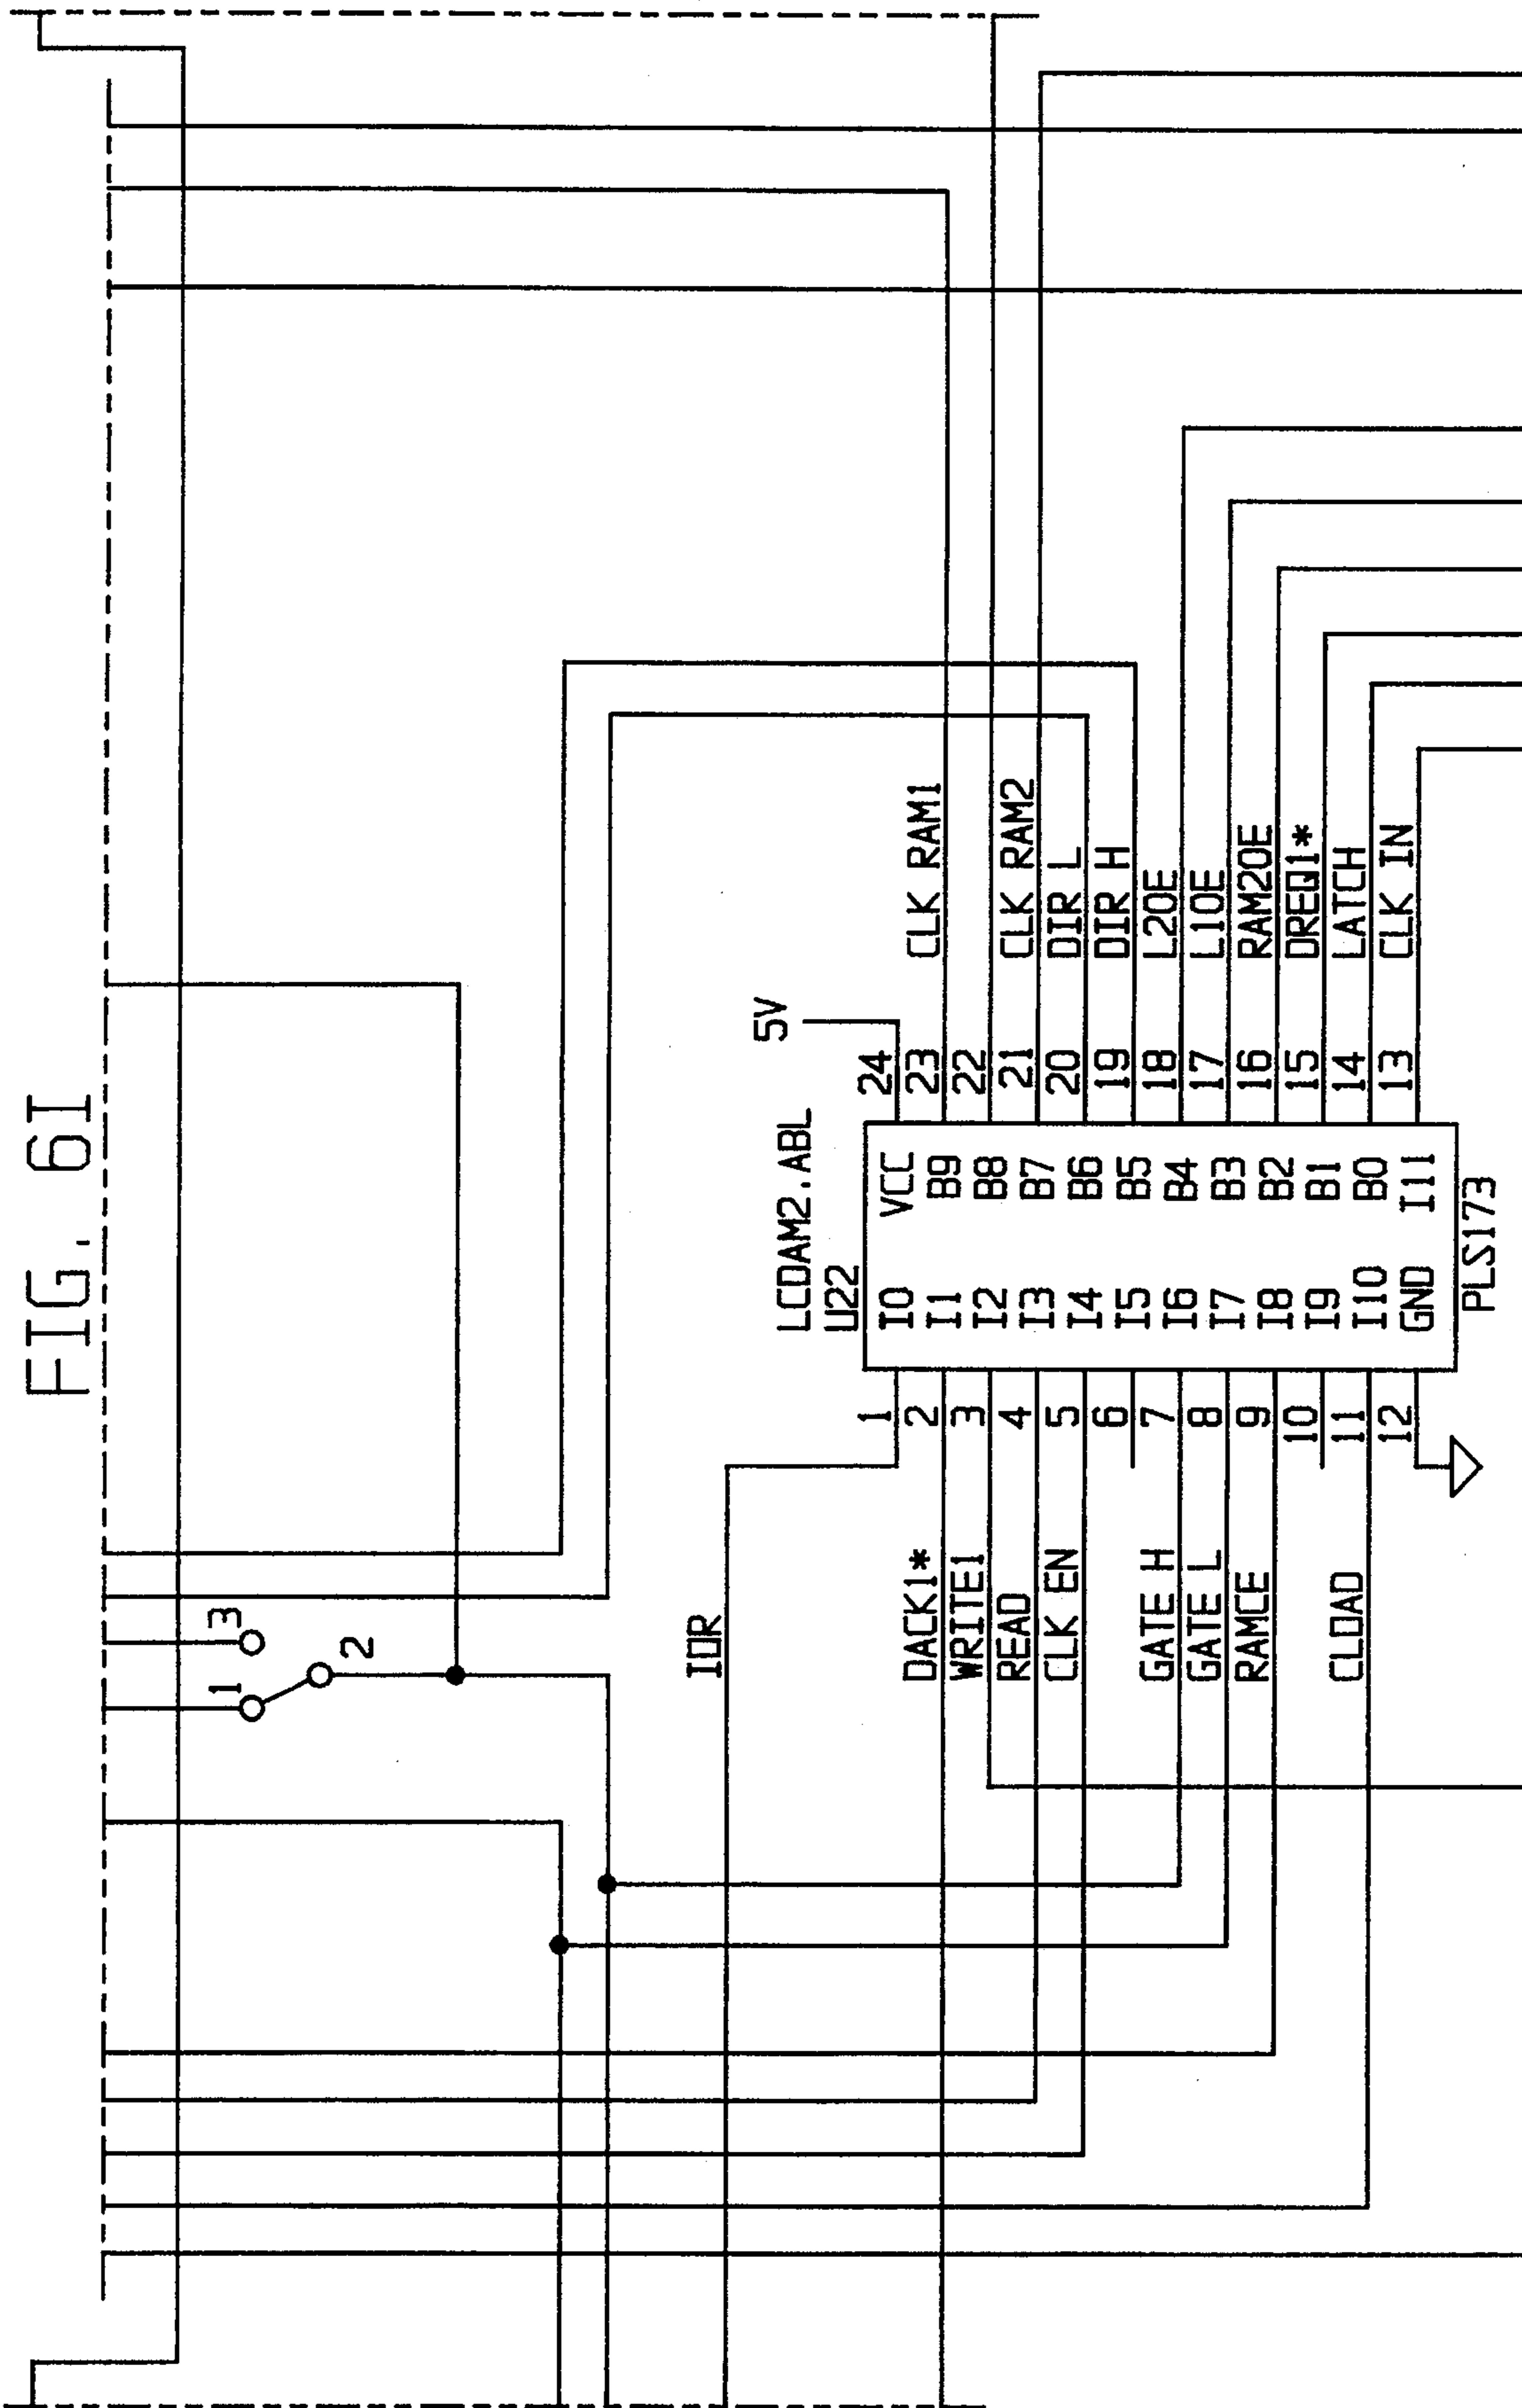 FIG. 6I
1
3
2
5V
IOR
LCDAM2.ABL
U22
1 I0 VCC 24
DACK1* 2 I1 B9 23 CLK RAM1
WRITE1 3 I2 B8 22
READ 4 I3 B7 21 CLK RAM2
CLK EN 5 I4 B6 20 DIR L
6 I5 B5 19 DIR H
GATE H 7 I6 B4 18 L2OE
GATE L 8 I7 B3 17 L1OE
RAMCE 9 I8 B2 16 RAM2OE
10 I9 B1 15 DREQ1*
CLOAD 11 I10 B0 14 LATCH
12 GND I11 13 CLK IN
PLS173